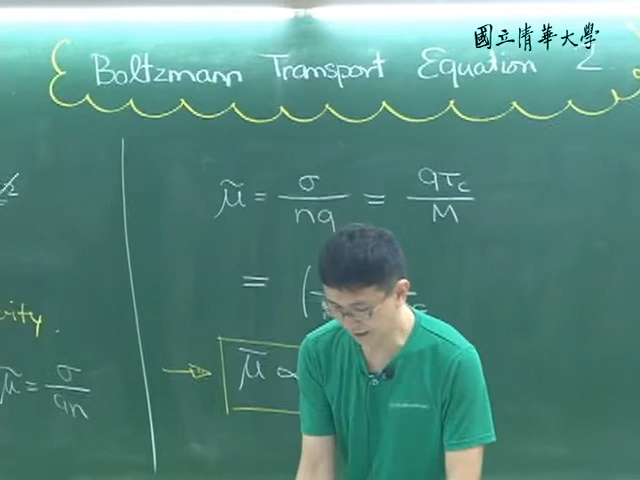 國立清華大學
Boltzmann Transport Equation 2
μ̃ = σ/nq = qτc/M
= (
μ̃ ∝
vity.
μ̃ = σ/qn